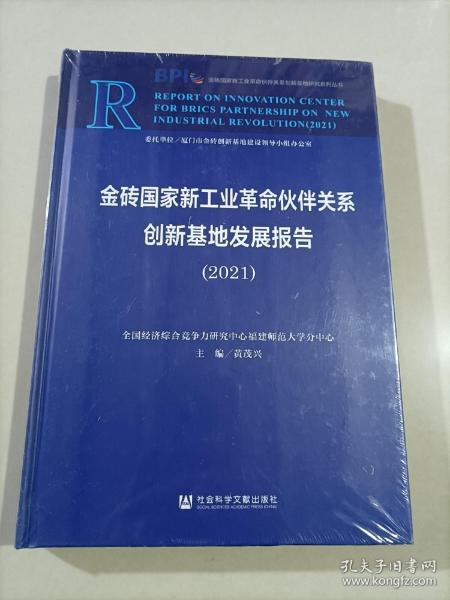 BPIC 金砖国家新工业革命伙伴关系创新基地研究系列丛书
R
REPORT ON INNOVATION CENTER
FOR BRICS PARTNERSHIP ON NEW
INDUSTRIAL REVOLUTION(2021)
委托单位/厦门市金砖创新基地建设领导小组办公室
金砖国家新工业革命伙伴关系
创新基地发展报告
(2021)
全国经济综合竞争力研究中心福建师范大学分中心
主 编/黄茂兴
社会科学文献出版社
SOCIAL SCIENCES ACADEMIC PRESS (CHINA)
孔夫子旧书网
www.kongfz.com